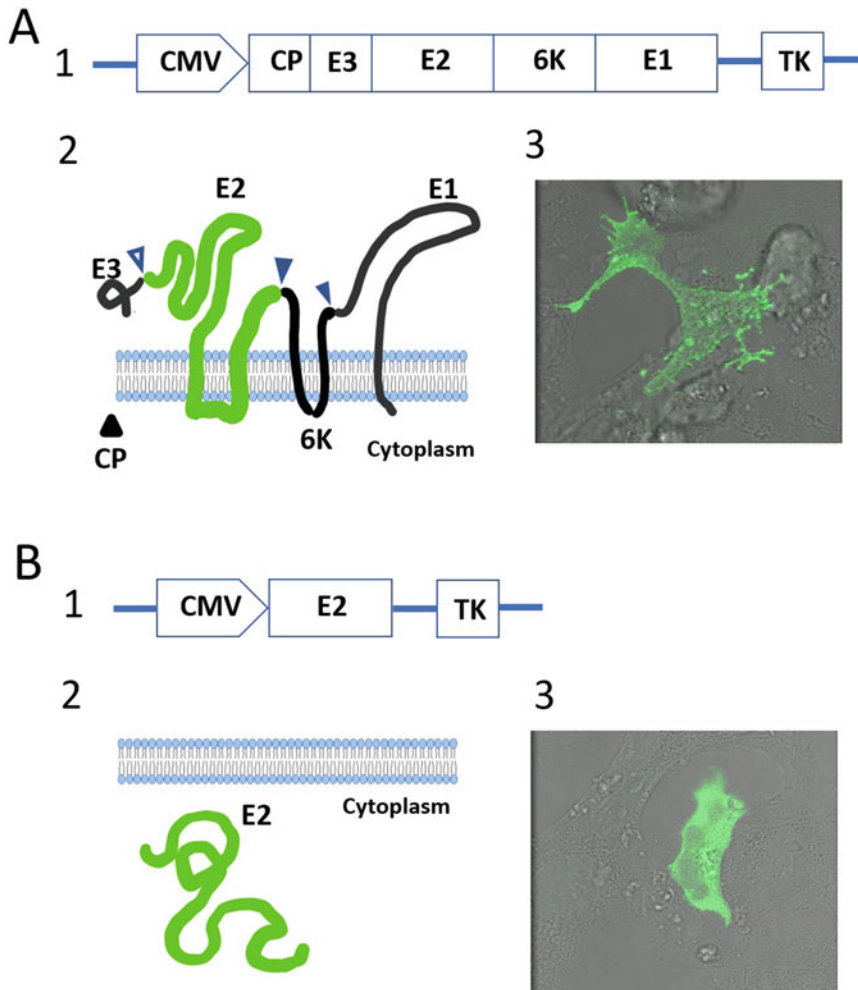 A
1
CMV CP E3 E2 6K E1 TK
2
3
E2
E1
E3
6K
Cytoplasm
CP
B
1
CMV E2 TK
2
3
Cytoplasm
E2